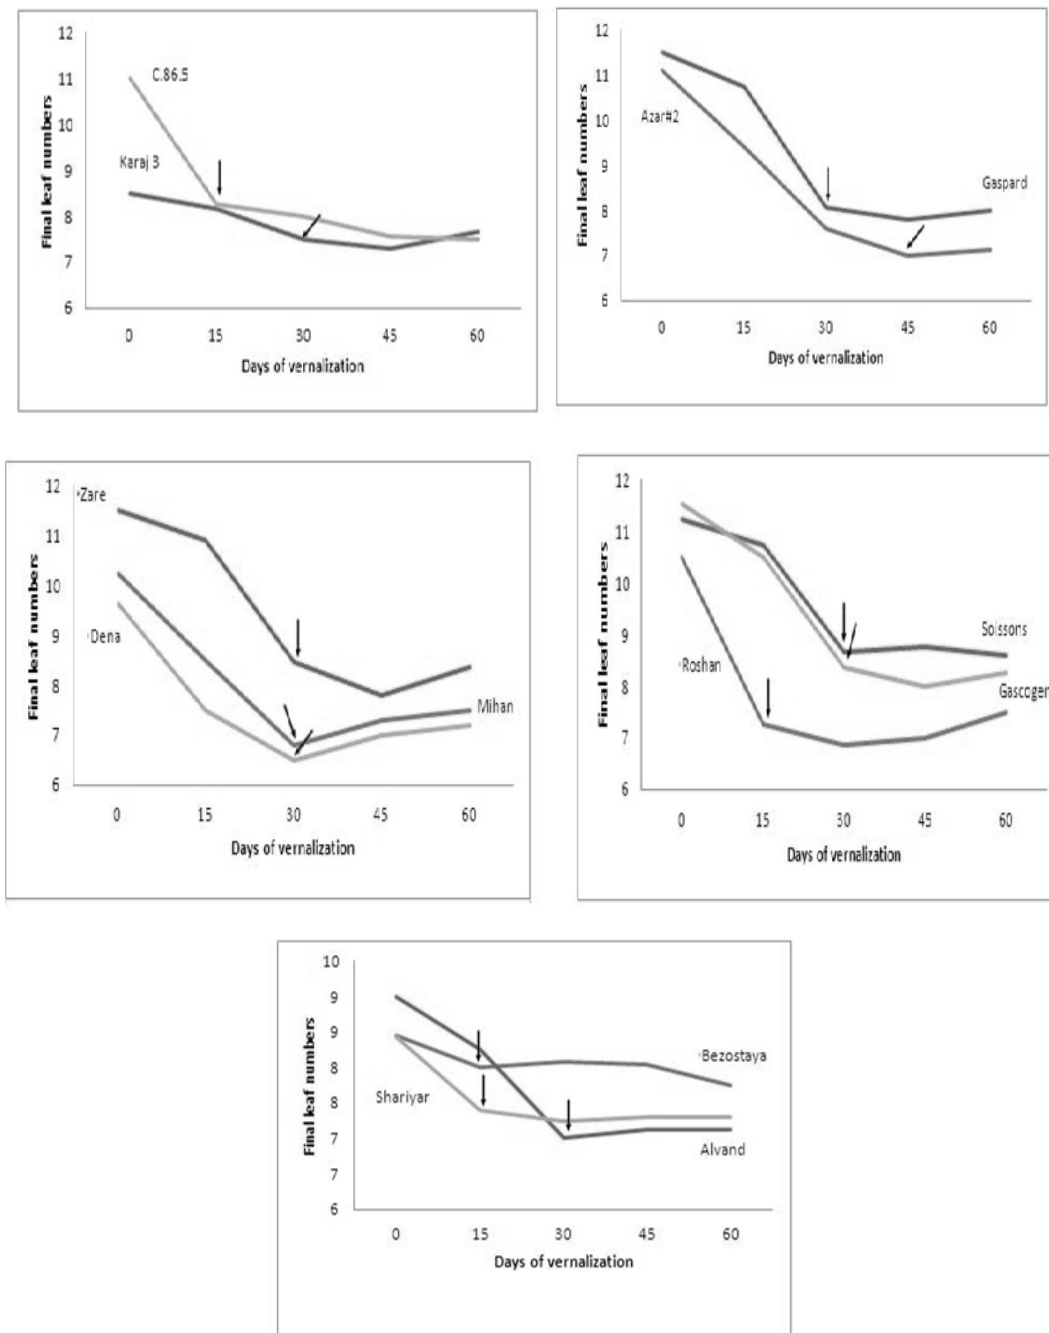 12
11
10
9
8
7
6
Final leaf numbers
C.86.5
Karaj 3
0 15 30 45 60
Days of vernalization
12
11
10
9
8
7
6
Final leaf numbers
Azar#2
Gaspard
0 15 30 45 60
Days of vernalization
12
11
10
9
8
7
6
Final leaf numbers
Zare
Dena
Mihan
0 15 30 45 60
Days of vernalization
12
11
10
9
8
7
6
Final leaf numbers
Soissons
Roshan
Gascogen
0 15 30 45 60
Days of vernalization
10
9
9
8
8
7
7
6
Final leaf numbers
Bezostaya
Shariyar
Alvand
0 15 30 45 60
Days of vernalization